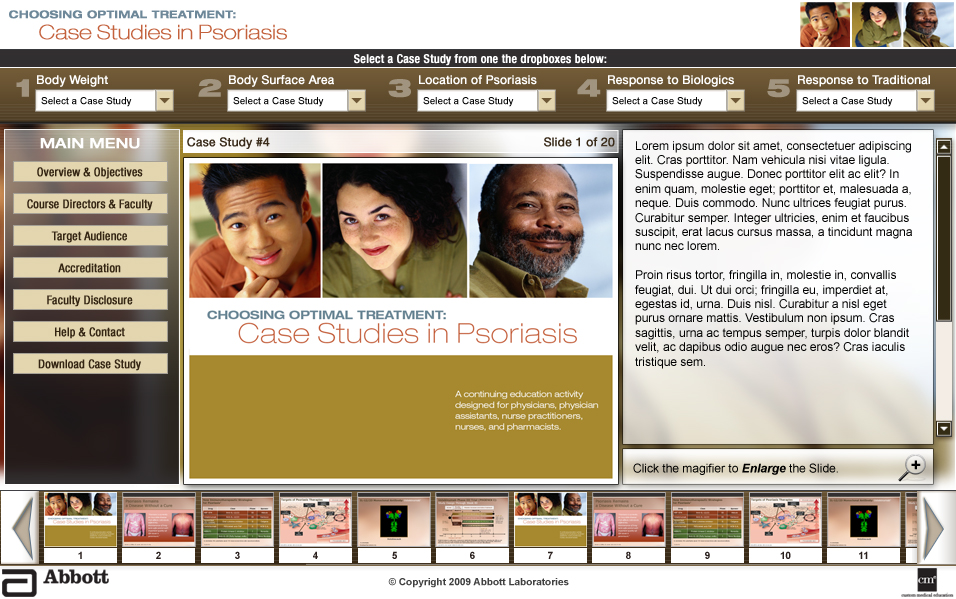 CHOOSING OPTIMAL TREATMENT:
Case Studies in Psoriasis
Select a Case Study from one the dropboxes below:
1 Body Weight
Select a Case Study
2 Body Surface Area
Select a Case Study
3 Location of Psoriasis
Select a Case Study
4 Response to Biologics
Select a Case Study
5 Response to Traditional
Select a Case Study
MAIN MENU
Overview & Objectives
Course Directors & Faculty
Target Audience
Accreditation
Faculty Disclosure
Help & Contact
Download Case Study
Case Study #4
Slide 1 of 20
CHOOSING OPTIMAL TREATMENT:
Case Studies in Psoriasis
A continuing education activity
designed for physicians, physician
assistants, nurse practitioners,
nurses, and pharmacists.
Lorem ipsum dolor sit amet, consectetuer adipiscing
elit. Cras porttitor. Nam vehicula nisi vitae ligula.
Suspendisse augue. Donec porttitor elit ac elit? In
enim quam, molestie eget; porttitor et, malesuada a,
neque. Duis commodo. Nunc ultrices feugiat purus.
Curabitur semper. Integer ultricies, enim et faucibus
suscipit, erat lacus cursus massa, a tincidunt magna
nunc nec lorem.
Proin risus tortor, fringilla in, molestie in, convallis
feugiat, dui. Ut dui orci; fringilla eu, imperdiet at,
egestas id, urna. Duis nisl. Curabitur a nisl eget
purus ornare mattis. Vestibulum non ipsum. Cras
sagittis, urna ac tempus semper, turpis dolor blandit
velit, ac dapibus odio augue nec eros? Cras iaculis
tristique sem.
Click the magifier to Enlarge the Slide.
Case Studies in Psoriasis
Case Studies in Psoriasis
1
2
3
4
5
6
7
8
9
10
11
Abbott
© Copyright 2009 Abbott Laboratories
cme
custom medical education